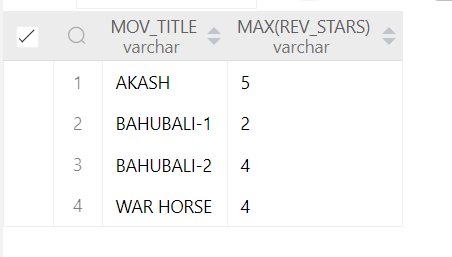 MOV_TITLE MAX(REV_STARS)
varchar varchar
1 AKASH 5
2 BAHUBALI-1 2
3 BAHUBALI-2 4
4 WAR HORSE 4